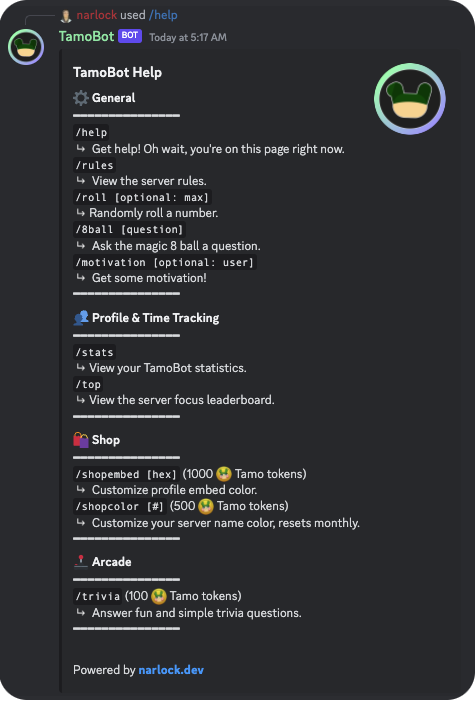 narlock used /help
TamoBot BOT Today at 5:17 AM
TamoBot Help
General
/help
↳ Get help! Oh wait, you're on this page right now.
/rules
↳ View the server rules.
/roll [optional: max]
↳ Randomly roll a number.
/8ball [question]
↳ Ask the magic 8 ball a question.
/motivation [optional: user]
↳ Get some motivation!
Profile & Time Tracking
/stats
↳ View your TamoBot statistics.
/top
↳ View the server focus leaderboard.
Shop
/shopembed [hex] (1000 Tamo tokens)
↳ Customize profile embed color.
/shopcolor [#] (500 Tamo tokens)
↳ Customize your server name color, resets monthly.
Arcade
/trivia (100 Tamo tokens)
↳ Answer fun and simple trivia questions.
Powered by narlock.dev